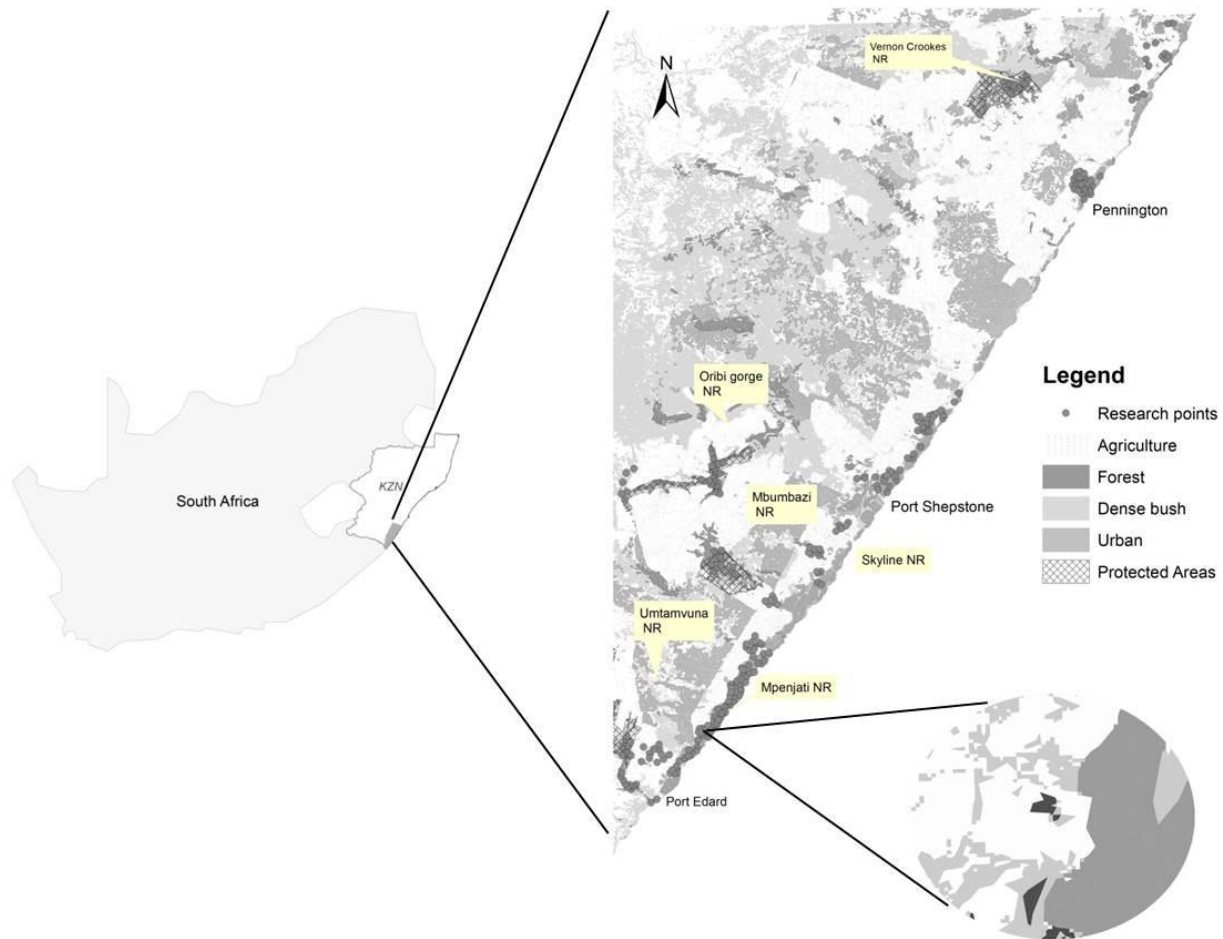 Vernon Crookes
NR
N
Pennington
Oribi gorge
NR
Legend
Research points
Agriculture
Forest
Dense bush
Urban
Protected Areas
South Africa
KZN
Mbumbazi
NR
Port Shepstone
Skyline NR
Umtamvuna
NR
Mpenjati NR
Port Edard